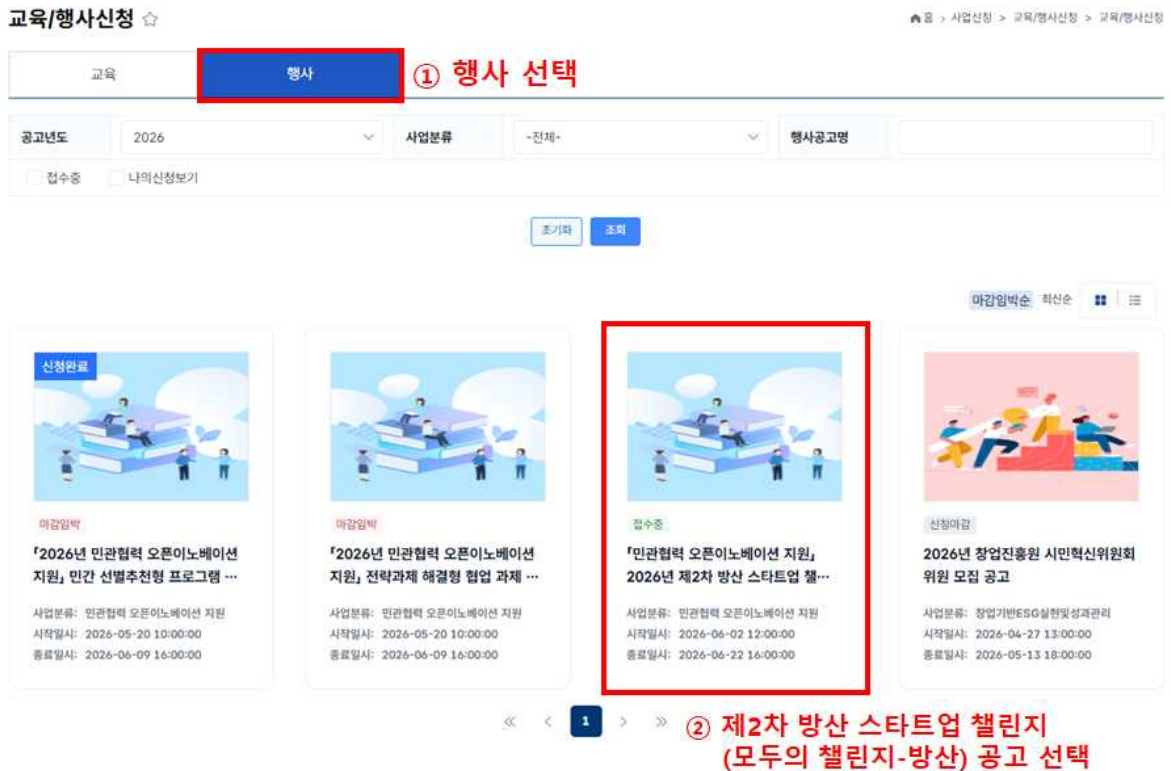 교육/행사신청 ☆
홈 > 사업신청 > 교육/행사신청 > 교육/행사신청
교육 행사 ① 행사 선택
공고년도 2026 사업분류 -전체- 행사공고명
접수중 나의신청보기
초기화 조회
마감임박순 최신순
신청완료
마감임박
「2026년 민관협력 오픈이노베이션
지원」 민간 선별추천형 프로그램 …
사업분류: 민관협력 오픈이노베이션 지원
시작일시: 2026-05-20 10:00:00
종료일시: 2026-06-09 16:00:00
마감임박
「2026년 민관협력 오픈이노베이션
지원」 전략과제 해결형 협업 과제 …
사업분류: 민관협력 오픈이노베이션 지원
시작일시: 2026-05-20 10:00:00
종료일시: 2026-06-09 16:00:00
접수중
「민관협력 오픈이노베이션 지원」
2026년 제2차 방산 스타트업 챌…
사업분류: 민관협력 오픈이노베이션 지원
시작일시: 2026-06-02 12:00:00
종료일시: 2026-06-22 16:00:00
신청마감
2026년 창업진흥원 시민혁신위원회
위원 모집 공고
사업분류: 창업기반ESG실현및성과관리
시작일시: 2026-04-27 13:00:00
종료일시: 2026-05-13 18:00:00
« < 1 > »
② 제2차 방산 스타트업 챌린지
(모두의 챌린지-방산) 공고 선택